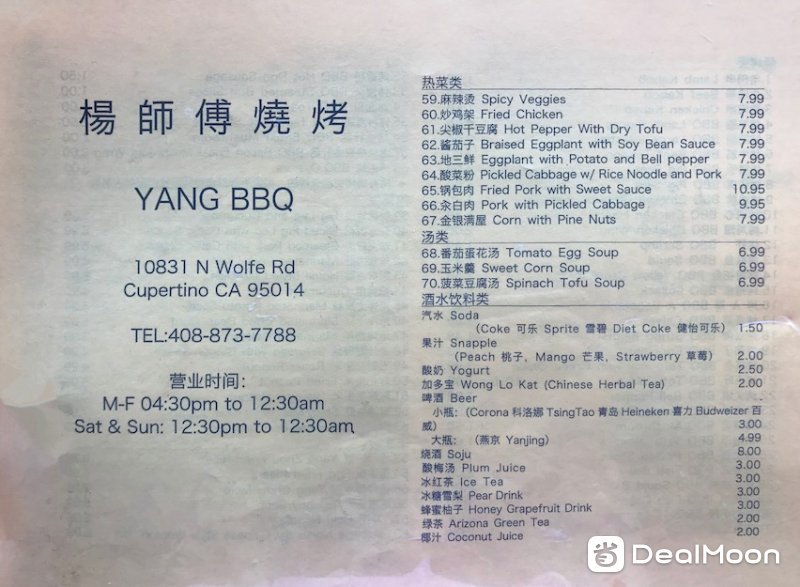 楊師傅燒烤
YANG BBQ
10831 N Wolfe Rd
Cupertino CA 95014
TEL:408-873-7788
营业时间:
M-F 04:30pm to 12:30am
Sat & Sun: 12:30pm to 12:30am
热菜类
59.麻辣烫 Spicy Veggies 7.99
60.炒鸡架 Fried Chicken 7.99
61.尖椒干豆腐 Hot Pepper With Dry Tofu 7.99
62.酱茄子 Braised Eggplant with Soy Bean Sauce 7.99
63.地三鲜 Eggplant with Potato and Bell pepper 7.99
64.酸菜粉 Pickled Cabbage w/ Rice Noodle and Pork 7.99
65.锅包肉 Fried Pork with Sweet Sauce 10.95
66.汆白肉 Pork with Pickled Cabbage 9.95
67.金银满屋 Corn with Pine Nuts 7.99
汤类
68.番茄蛋花汤 Tomato Egg Soup 6.99
69.玉米羹 Sweet Corn Soup 6.99
70.菠菜豆腐汤 Spinach Tofu Soup 6.99
酒水饮料类
汽水 Soda
(Coke 可乐 Sprite 雪碧 Diet Coke 健怡可乐) 1.50
果汁 Snapple
(Peach 桃子, Mango 芒果, Strawberry 草莓) 2.00
酸奶 Yogurt 2.50
加多宝 Wong Lo Kat (Chinese Herbal Tea) 2.00
啤酒 Beer
小瓶: (Corona 科洛娜 TsingTao 青岛 Heineken 喜力 Budweizer 百
威) 3.00
大瓶: (燕京 Yanjing) 4.99
烧酒 Soju 8.00
酸梅汤 Plum Juice 3.00
冰红茶 Ice Tea 3.00
冰糖雪梨 Pear Drink 3.00
蜂蜜柚子 Honey Grapefruit Drink 3.00
绿茶 Arizona Green Tea 2.00
椰汁 Coconut Juice 2.00
省 DealMoon